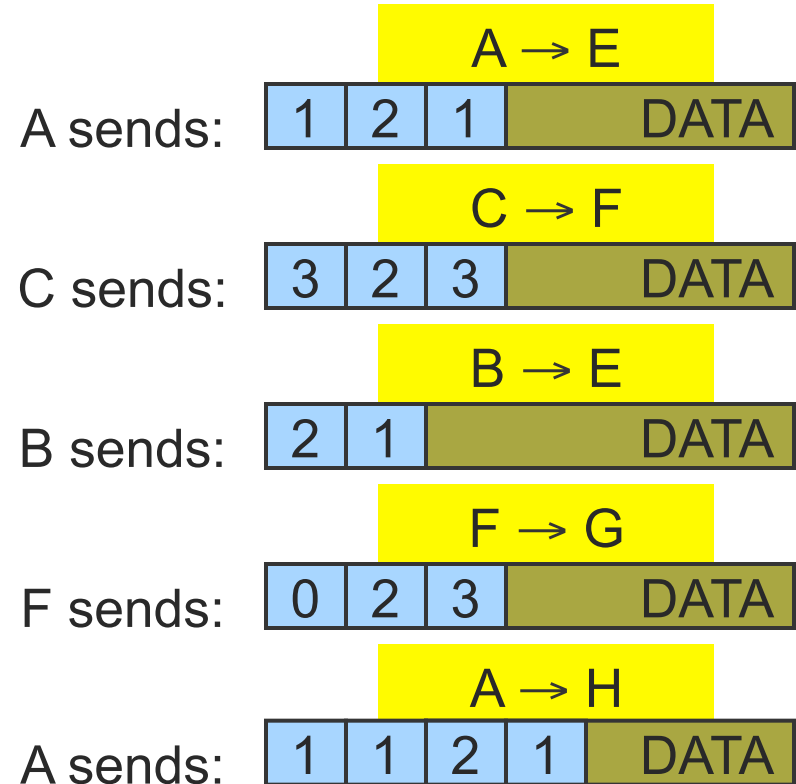 A → E
A sends: 1 2 1 DATA
C → F
C sends: 3 2 3 DATA
B → E
B sends: 2 1 DATA
F → G
F sends: 0 2 3 DATA
A → H
A sends: 1 1 2 1 DATA